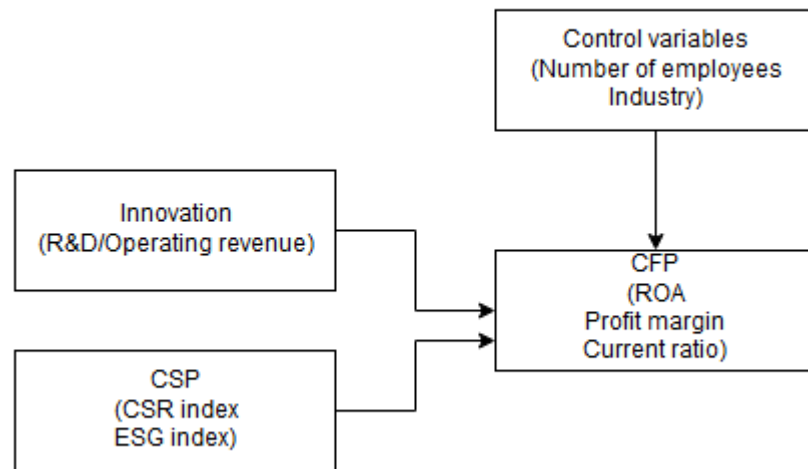 Control variables
(Number of employees
Industry)
Innovation
(R&D/Operating revenue)
CFP
(ROA
Profit margin
Current ratio)
CSP
(CSR index
ESG index)